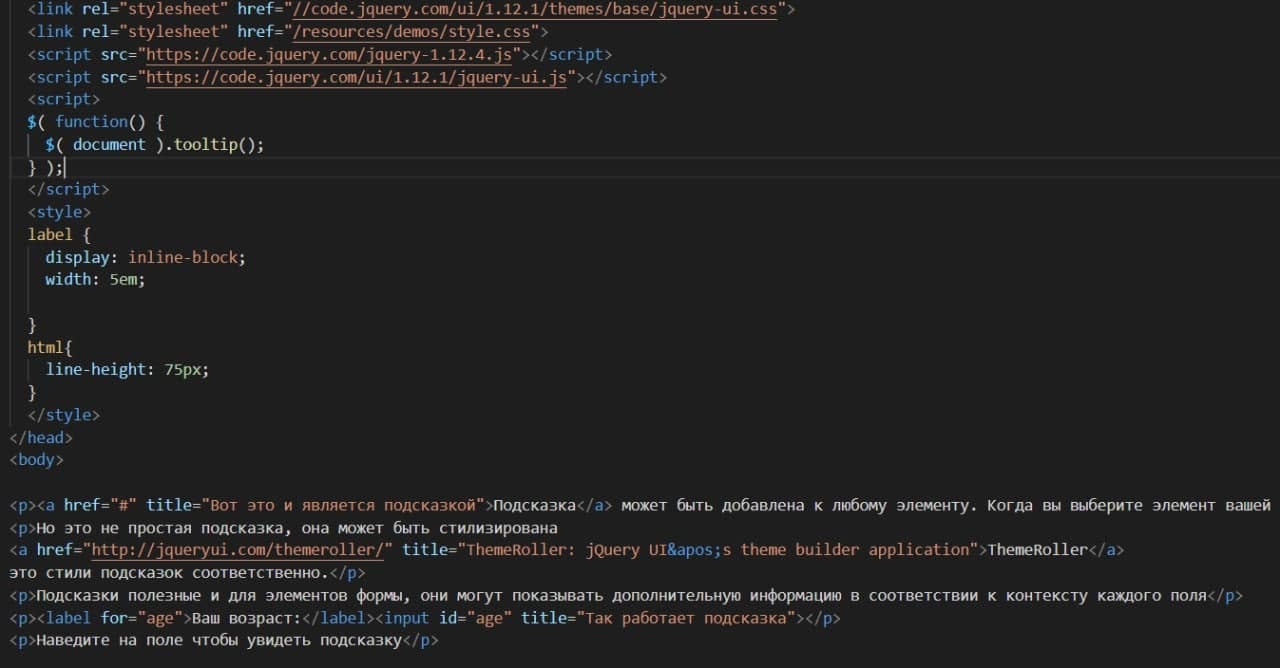 <link rel="stylesheet" href="//code.jquery.com/ui/1.12.1/themes/base/jquery-ui.css">
<link rel="stylesheet" href="/resources/demos/style.css">
<script src="https://code.jquery.com/jquery-1.12.4.js"></script>
<script src="https://code.jquery.com/ui/1.12.1/jquery-ui.js"></script>
<script>
$( function() {
$( document ).tooltip();
} );
</script>
<style>
label {
display: inline-block;
width: 5em;
}
html{
line-height: 75px;
}
</style>
</head>
<body>
<p><a href="#" title="Вот это и является подсказкой">Подсказка</a> может быть добавлена к любому элементу. Когда вы выберите элемент вашей
<p>Но это не простая подсказка, она может быть стилизирована
<a href="http://jqueryui.com/themeroller/" title="ThemeRoller: jQuery UI&apos;s theme builder application">ThemeRoller</a>
это стили подсказок соответственно.</p>
<p>Подсказки полезные и для элементов формы, они могут показывать дополнительную информацию в соответствии к контексту каждого поля</p>
<p><label for="age">Ваш возраст:</label><input id="age" title="Так работает подсказка"></p>
<p>Наведите на поле чтобы увидеть подсказку</p>